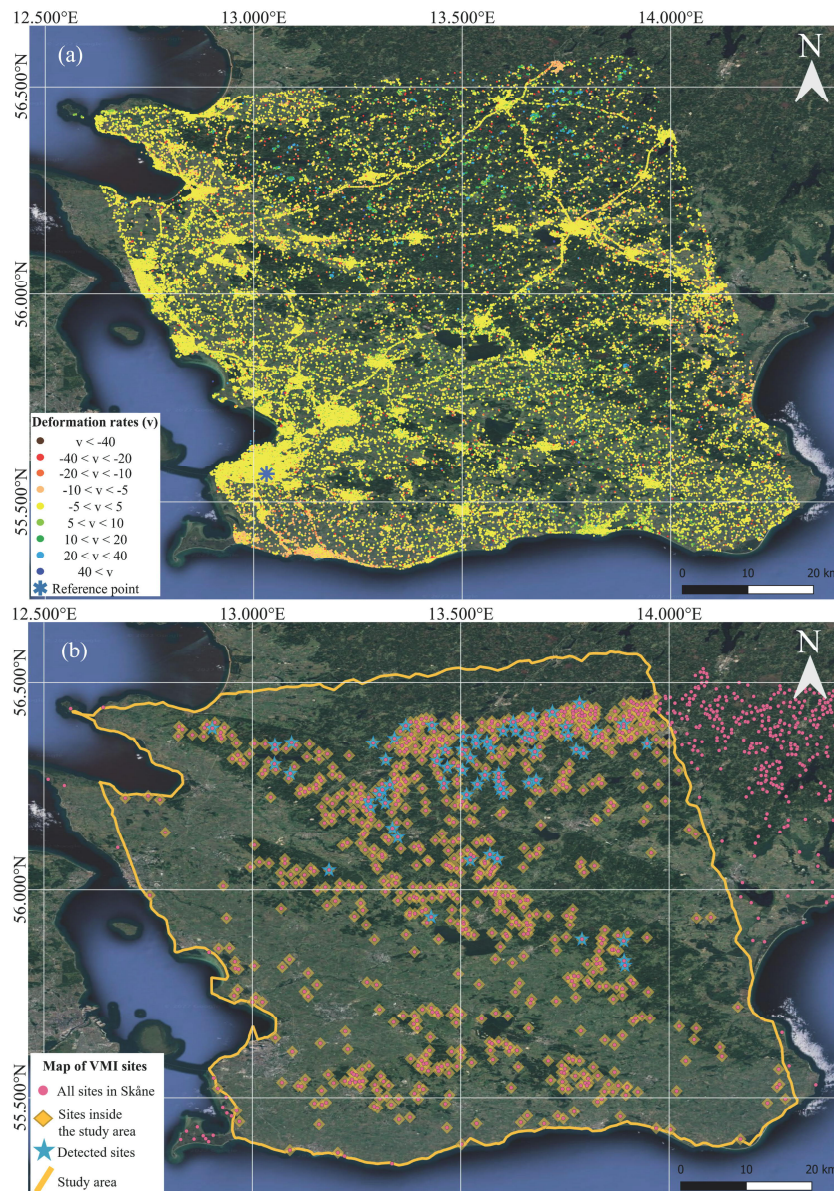 12.500°E 13.000°E 13.500°E 14.000°E
(a)
N
56.500°N
56.000°N
55.500°N
Deformation rates (v)
v < -40
-40 < v < -20
-20 < v < -10
-10 < v < -5
-5 < v < 5
5 < v < 10
10 < v < 20
20 < v < 40
40 < v
Reference point
0 10 20 km
12.500°E 13.000°E 13.500°E 14.000°E
(b)
N
56.500°N
56.000°N
55.500°N
Map of VMI sites
All sites in Skåne
Sites inside
the study area
Detected sites
Study area
0 10 20 km